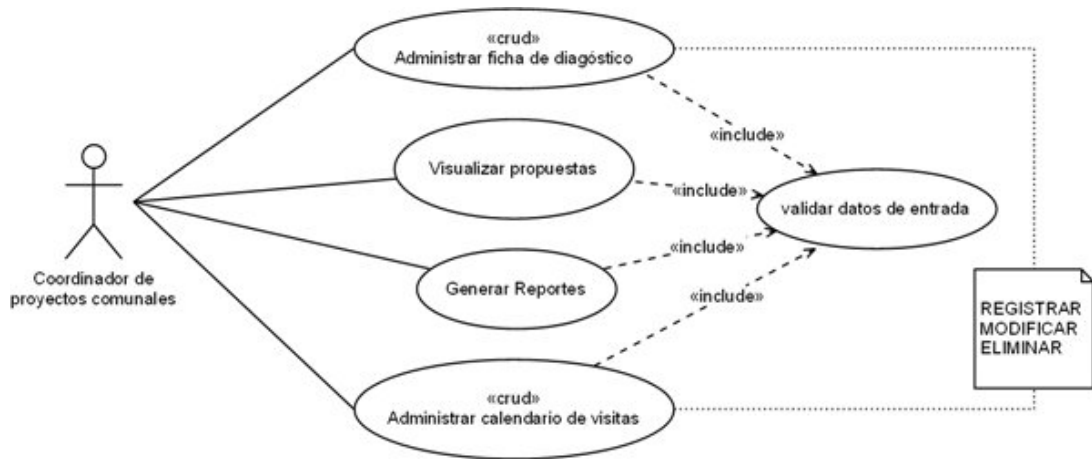 «crud»
Administrar ficha de diagóstico
«include»
Visualizar propuestas
«include»
validar datos de entrada
«include»
Coordinador de
proyectos comunales
Generar Reportes
«include»
REGISTRAR
MODIFICAR
ELIMINAR
«crud»
Administrar calendario de visitas